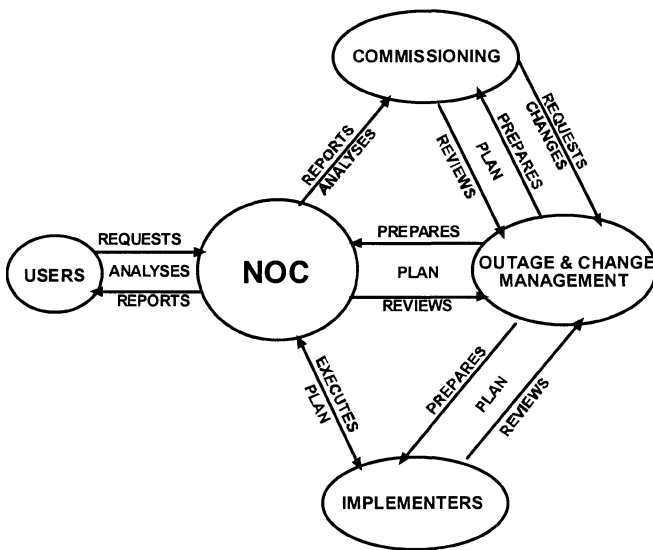 COMMISSIONING
REPORTS
ANALYSES
REVIEWS
PLAN
PREPARES
REQUESTS
CHANGES
USERS
REQUESTS
ANALYSES
REPORTS
NOC
PREPARES
PLAN
REVIEWS
OUTAGE & CHANGE
MANAGEMENT
EXECUTES
PLAN
PREPARES
PLAN
REVIEWS
IMPLEMENTERS